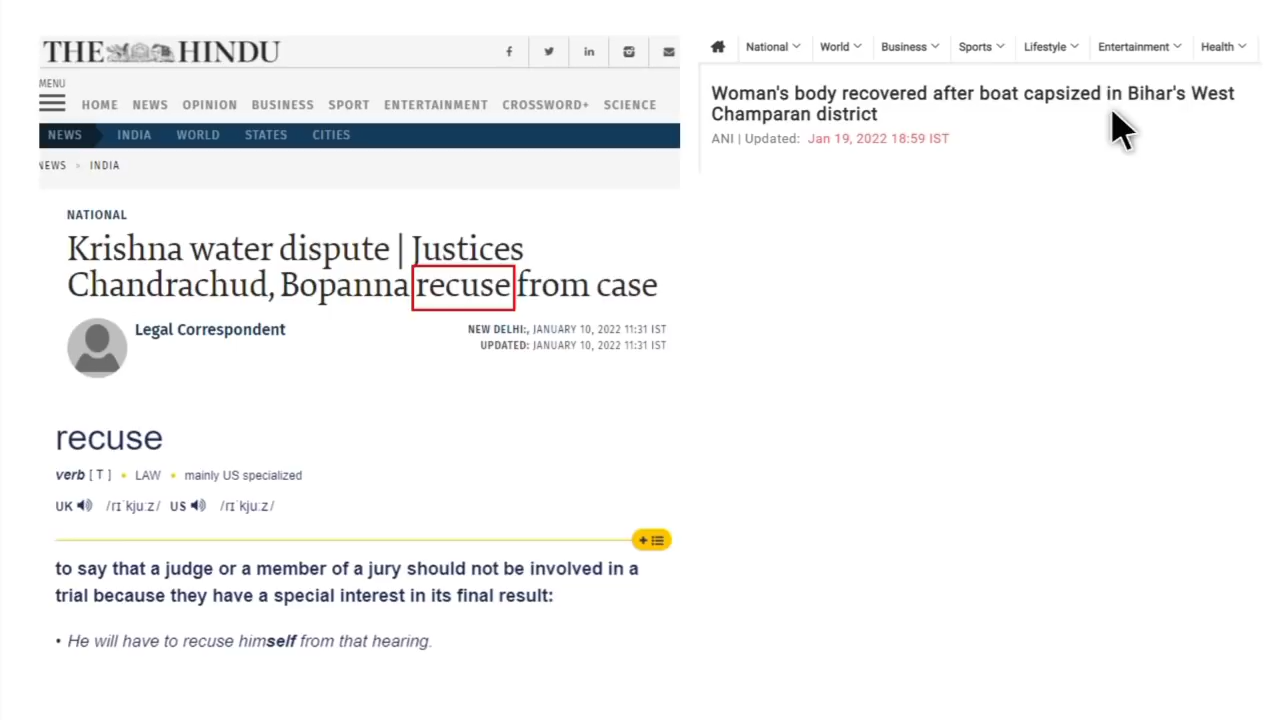 THE HINDU
MENU
HOME NEWS OPINION BUSINESS SPORT ENTERTAINMENT CROSSWORD+ SCIENCE
NEWS INDIA WORLD STATES CITIES
NEWS > INDIA
NATIONAL
Krishna water dispute | Justices
Chandrachud, Bopanna recuse from case
Legal Correspondent
NEW DELHI:, JANUARY 10, 2022 11:31 IST
UPDATED: JANUARY 10, 2022 11:31 IST
recuse
verb [ T ] • LAW • mainly US specialized
UK /rɪˈkjuːz/ US /rɪˈkjuːz/
to say that a judge or a member of a jury should not be involved in a
trial because they have a special interest in its final result:
• He will have to recuse himself from that hearing.
National World Business Sports Lifestyle Entertainment Health
Woman's body recovered after boat capsized in Bihar's West
Champaran district
ANI | Updated: Jan 19, 2022 18:59 IST